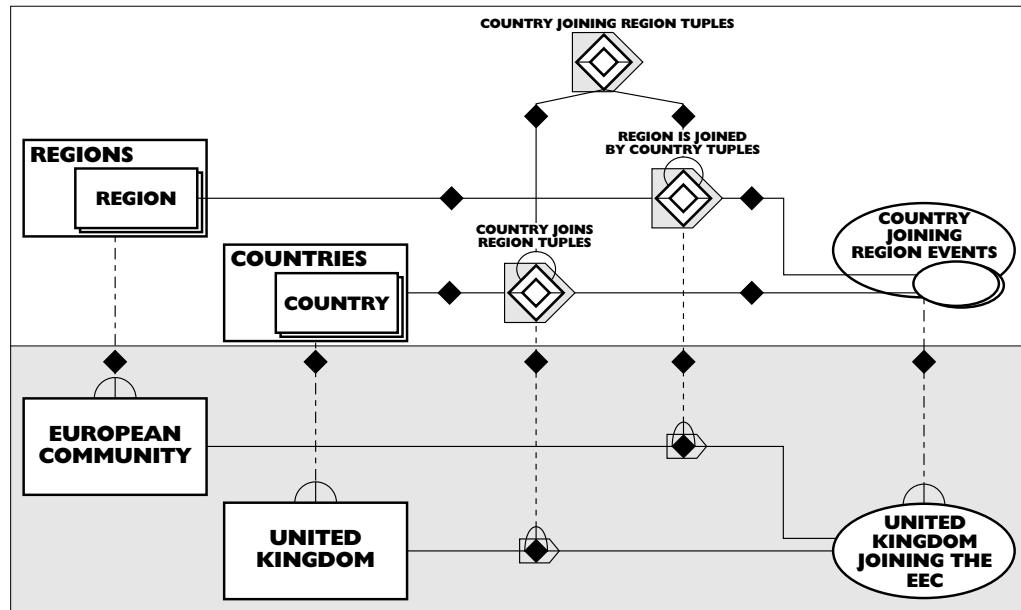 COUNTRY JOINING REGION TUPLES
REGION IS JOINED
BY COUNTRY TUPLES
REGIONS
REGION
COUNTRY JOINS
REGION TUPLES
COUNTRY
JOINING
REGION EVENTS
COUNTRIES
COUNTRY
EUROPEAN
COMMUNITY
UNITED
KINGDOM
UNITED
KINGDOM
JOINING THE
EEC